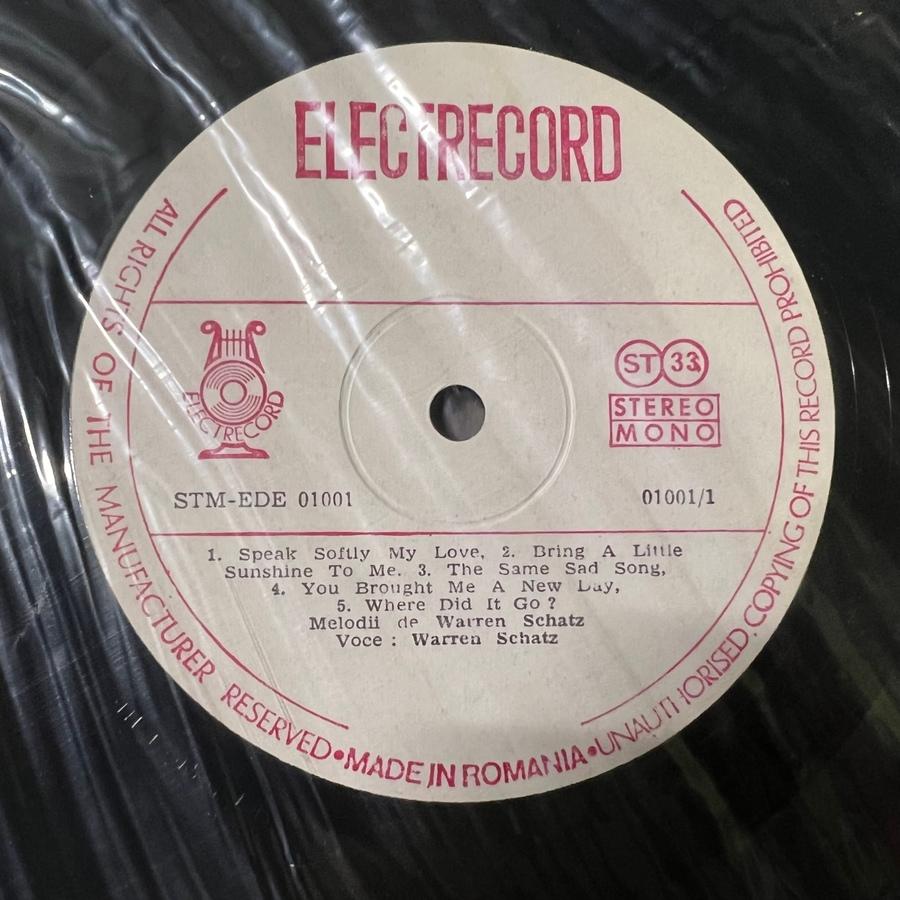 ELECTRECORD
ALL RIGHTS OF THE MANUFACTURER RESERVED•MADE IN ROMANIA•UNAUTHORISED COPYING OF THIS RECORD PROHIBITED
ELECTRECORD
ST 33
STEREO
MONO
STM-EDE 01001
01001/1
1. Speak Softly My Love, 2. Bring A Little
Sunshine To Me. 3. The Same Sad Song,
4. You Brought Me A New Day,
5. Where Did It Go ?
Melodii de Warren Schatz
Voce : Warren Schatz